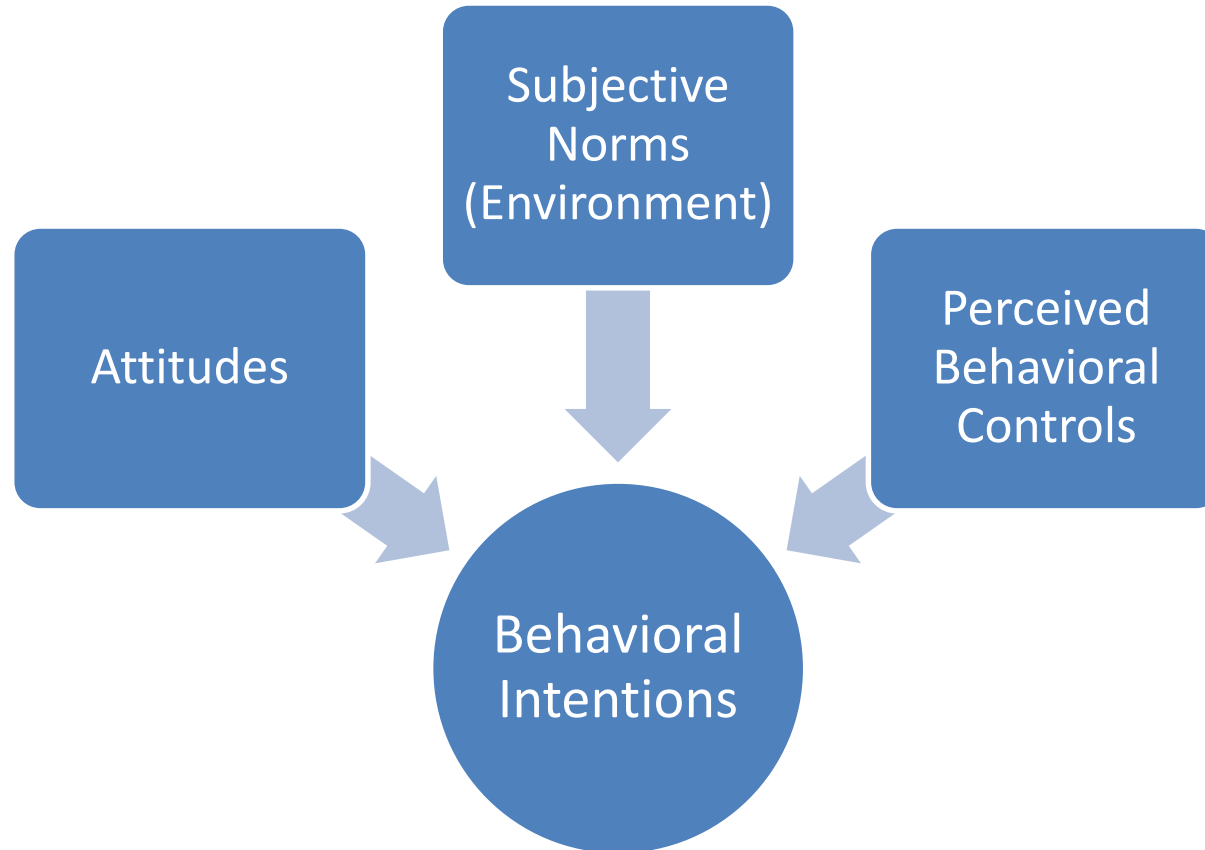 Subjective
Norms
(Environment)
Attitudes
Perceived
Behavioral
Controls
Behavioral
Intentions